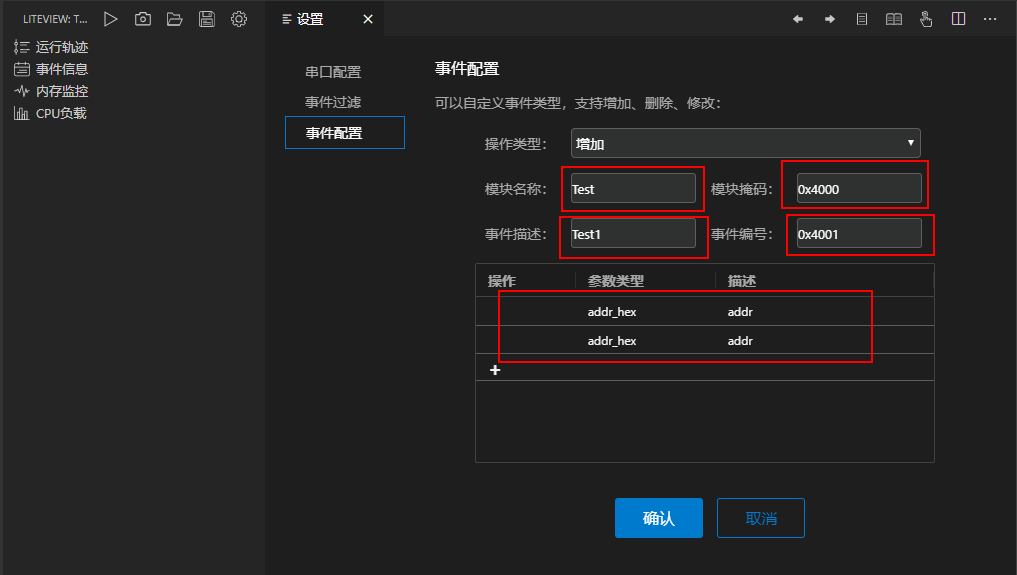 LITEVIEW: T...
设置
运行轨迹
事件信息
内存监控
CPU负载
串口配置
事件过滤
事件配置
事件配置
可以自定义事件类型，支持增加、删除、修改：
操作类型： 增加
模块名称： Test 模块掩码： 0x4000
事件描述： Test1 事件编号： 0x4001
操作 参数类型 描述
addr_hex addr
addr_hex addr
+
确认 取消